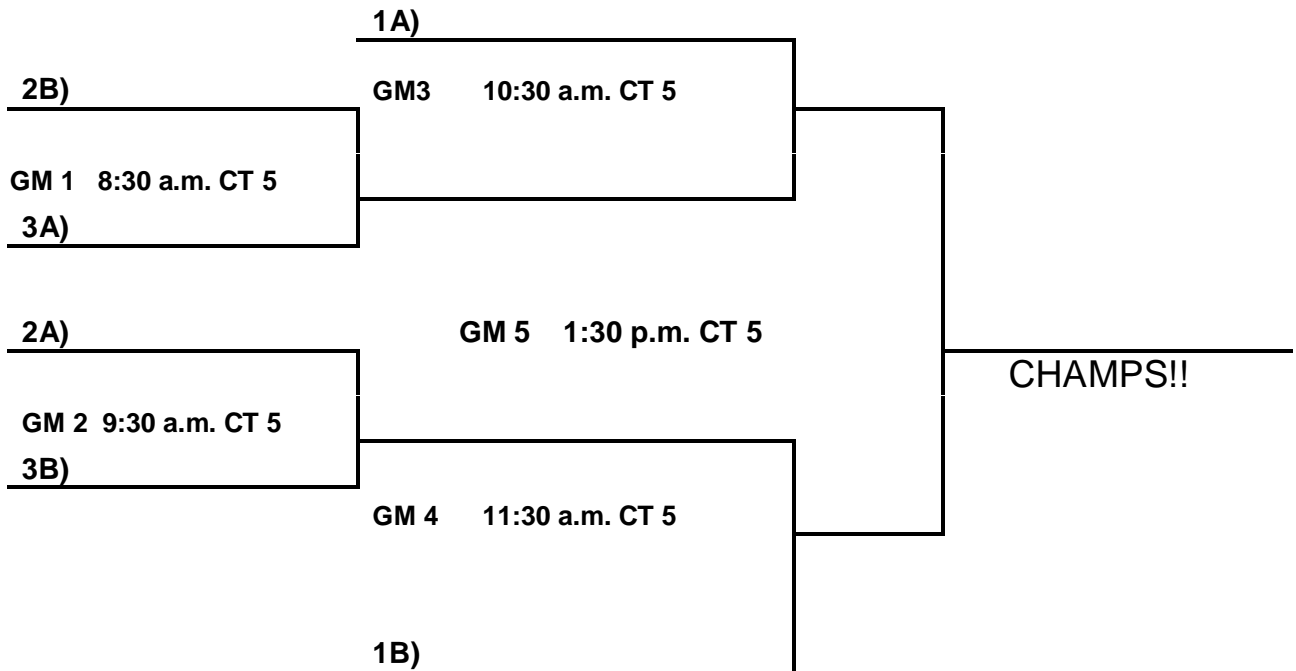 1A)
2B)
GM3 10:30 a.m. CT 5
GM 1 8:30 a.m. CT 5
3A)
2A)
GM 5 1:30 p.m. CT 5
CHAMPS!!
GM 2 9:30 a.m. CT 5
3B)
GM 4 11:30 a.m. CT 5
1B)